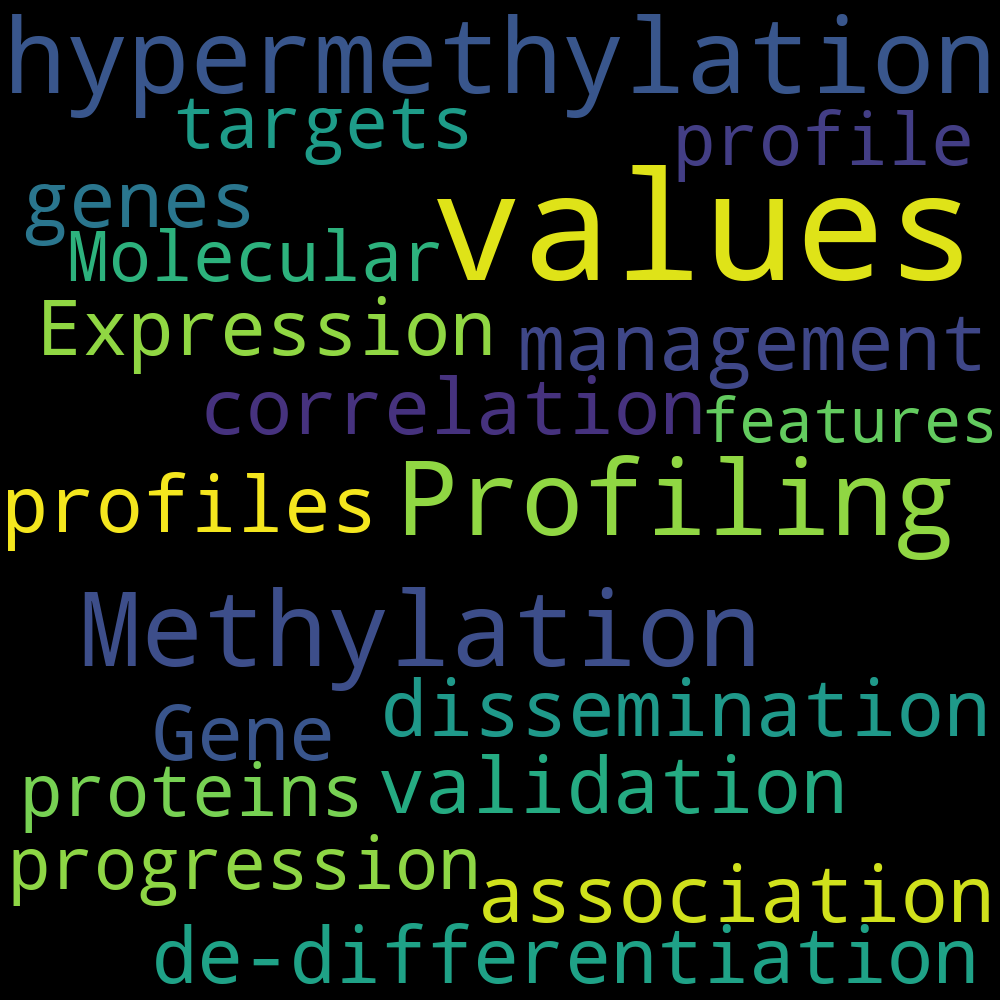 hypermethylation
targets
profile
genes
values
Molecular
Expression
management
correlation
features
profiles
Profiling
Methylation
dissemination
Gene
validation
proteins
progression
association
de-differentiation